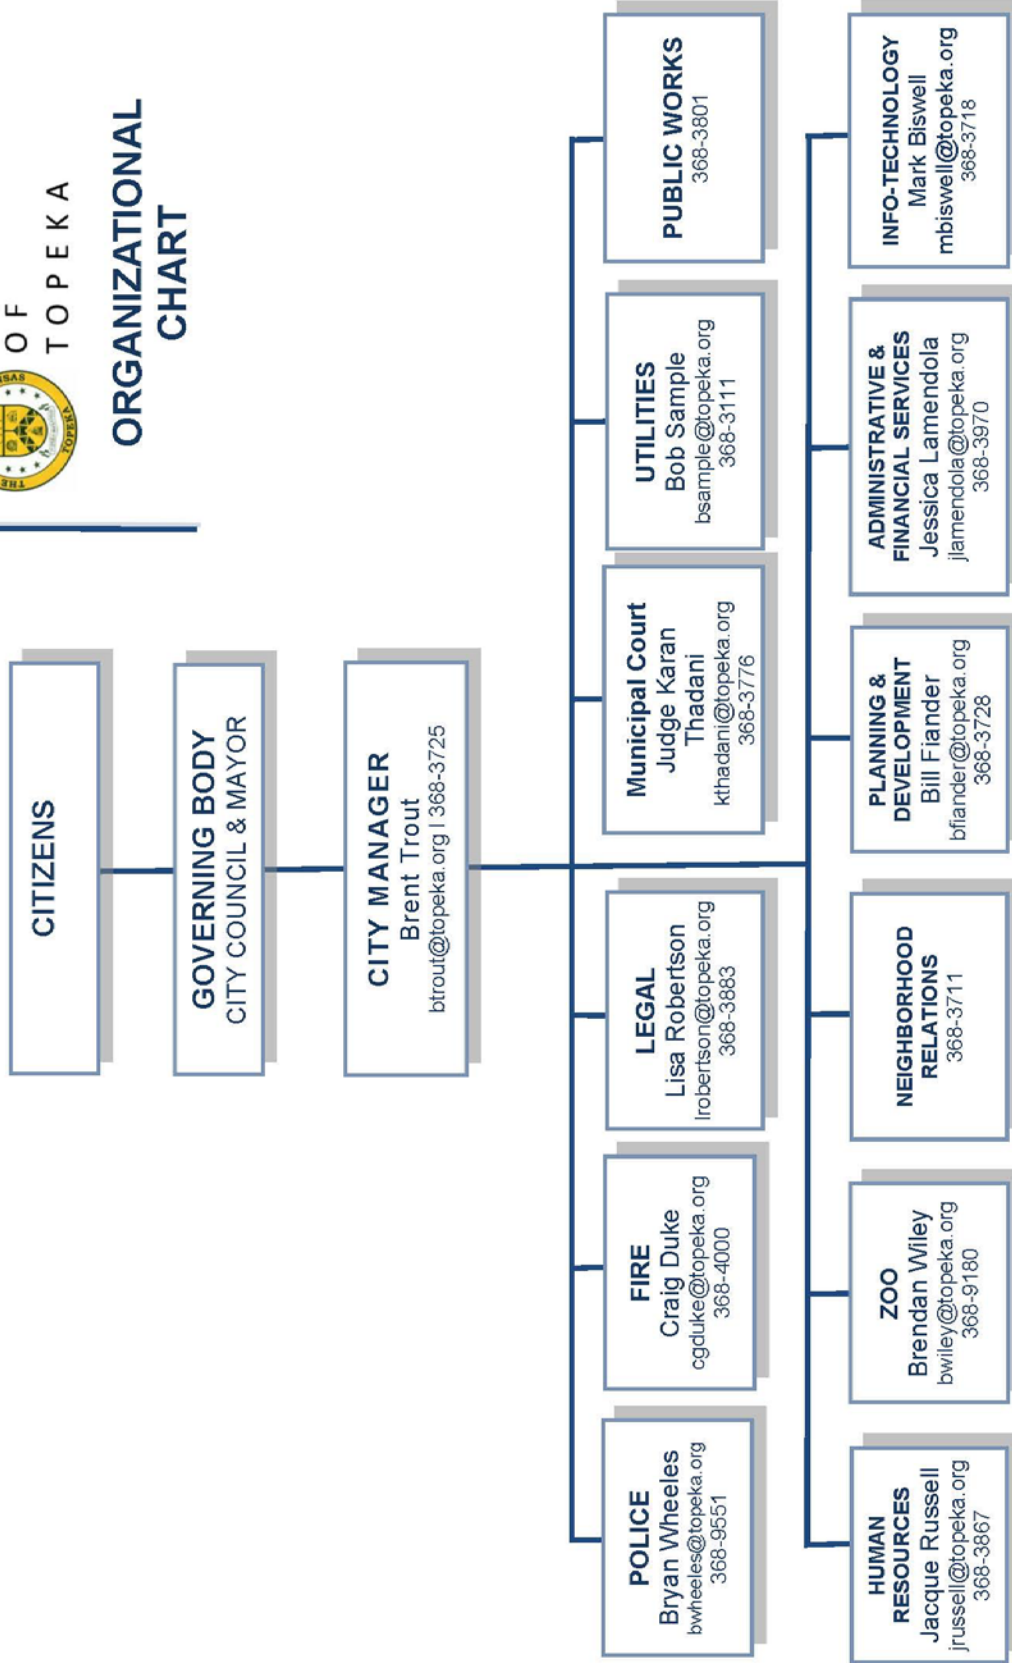 OF
TOPEKA
THE
TOPEKA
ORGANIZATIONAL
CHART
CITIZENS
GOVERNING BODY
CITY COUNCIL & MAYOR
CITY MANAGER
Brent Trout
btrout@topeka.org | 368-3725
POLICE
Bryan Wheeles
bwheeles@topeka.org
368-9551
FIRE
Craig Duke
cgduke@topeka.org
368-4000
LEGAL
Lisa Robertson
lrobertson@topeka.org
368-3883
Municipal Court
Judge Karan
Thadani
kthadani@topeka.org
368-3776
UTILITIES
Bob Sample
bsample@topeka.org
368-3111
PUBLIC WORKS
368-3801
HUMAN
RESOURCES
Jacque Russell
jrussell@topeka.org
368-3867
ZOO
Brendan Wiley
bwiley@topeka.org
368-9180
NEIGHBORHOOD
RELATIONS
368-3711
PLANNING &
DEVELOPMENT
Bill Fiander
bfiander@topeka.org
368-3728
ADMINISTRATIVE &
FINANCIAL SERVICES
Jessica Lamendola
jlamendola@topeka.org
368-3970
INFO-TECHNOLOGY
Mark Biswell
mbiswell@topeka.org
368-3718